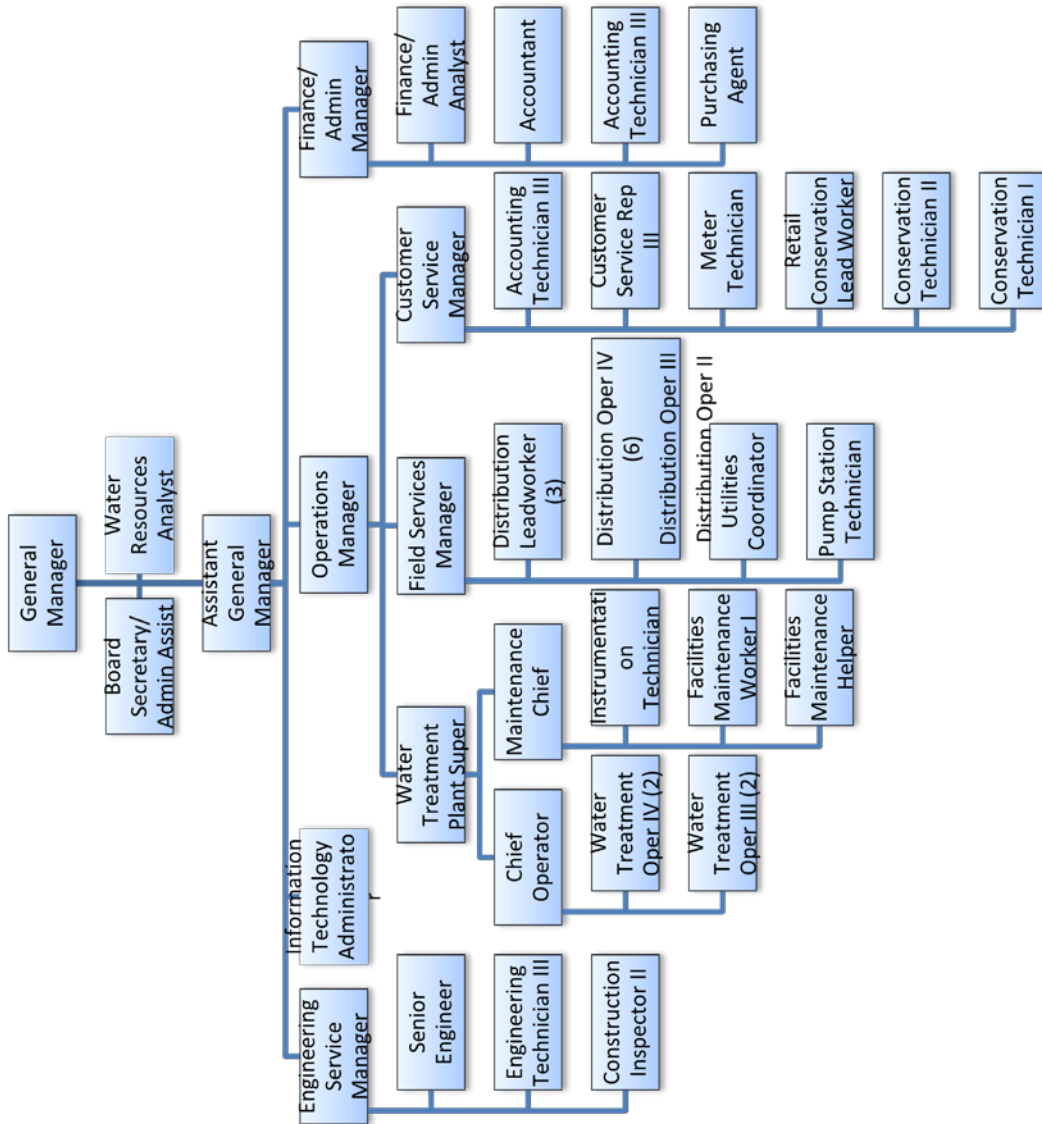 General
Manager
Board
Secretary/
Admin Assist
Water
Resources
Analyst
Assistant
General
Manager
Engineering
Service
Manager
Information
Technology
Administrato
r
Operations
Manager
Finance/
Admin
Manager
Senior
Engineer
Engineering
Technician III
Construction
Inspector II
Water
Treatment
Plant Super
Chief
Operator
Water
Treatment
Oper IV (2)
Water
Treatment
Oper III (2)
Maintenance
Chief
Instrumentati
on Technician
Facilities
Maintenance
Worker I
Facilities
Maintenance
Helper
Field Services
Manager
Distribution
Leadworker
(3)
Distribution Oper IV
(6)
Distribution Oper III
Distribution Oper II
Utilities
Coordinator
Pump Station
Technician
Customer
Service
Manager
Accounting
Technician III
Customer
Service Rep
III
Meter
Technician
Retail
Conservation
Lead Worker
Conservation
Technician II
Conservation
Technician I
Finance/
Admin
Analyst
Accountant
Accounting
Technician III
Purchasing
Agent